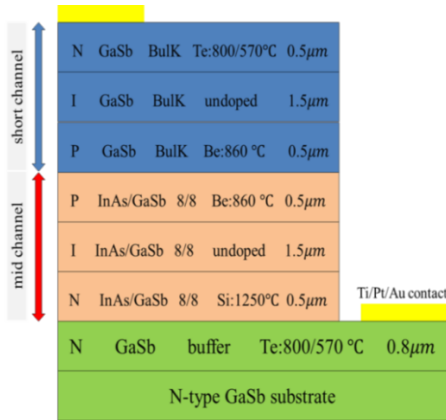 short channel
N GaSb BulK Te:800/570℃ 0.5μm
I GaSb BulK undoped 1.5μm
P GaSb BulK Be:860 ℃ 0.5μm
mid channel
P InAs/GaSb 8/8 Be:860 ℃ 0.5μm
I InAs/GaSb 8/8 undoped 1.5μm
N InAs/GaSb 8/8 Si:1250℃ 0.5μm
Ti/Pt/Au contact
N GaSb buffer Te:800/570 ℃ 0.8μm
N-type GaSb substrate